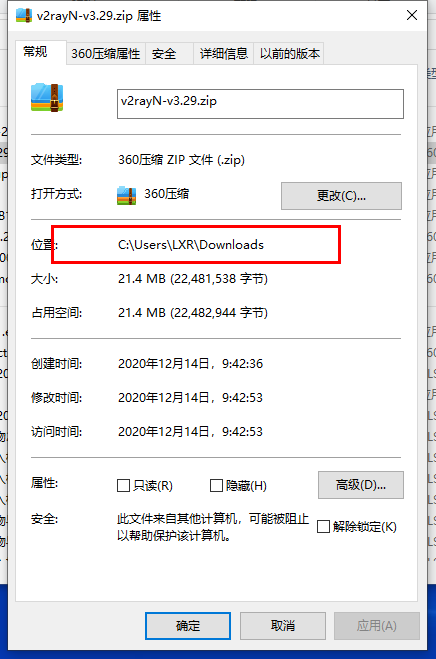 v2rayN-v3.29.zip 属性
常规 360压缩属性 安全 详细信息 以前的版本
v2rayN-v3.29.zip
文件类型: 360压缩 ZIP 文件 (.zip)
打开方式: 360压缩 更改(C)...
位置: C:\Users\LXR\Downloads
大小: 21.4 MB (22,481,538 字节)
占用空间: 21.4 MB (22,482,944 字节)
创建时间: 2020年12月14日，9:42:36
修改时间: 2020年12月14日，9:42:53
访问时间: 2020年12月14日，9:42:53
属性: 只读(R) 隐藏(H) 高级(D)...
安全: 此文件来自其他计算机，可能被阻止
以帮助保护该计算机。 解除锁定(K)
确定 取消 应用(A)